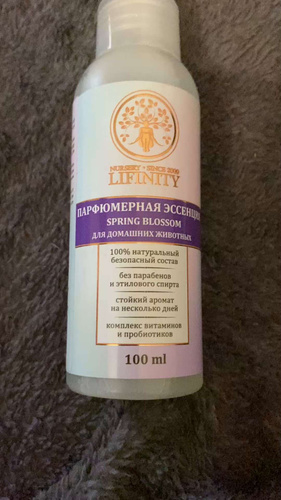 NURSERY • SINCE 2009
LIFINITY
ПАРФЮМЕРНАЯ ЭССЕНЦИЯ
SPRING BLOSSOM
ДЛЯ ДОМАШНИХ ЖИВОТНЫХ
100% натуральный
безопасный состав
без парабенов
и этилового спирта
стойкий аромат
на несколько дней
комплекс витаминов
и пробиотиков
100 ml